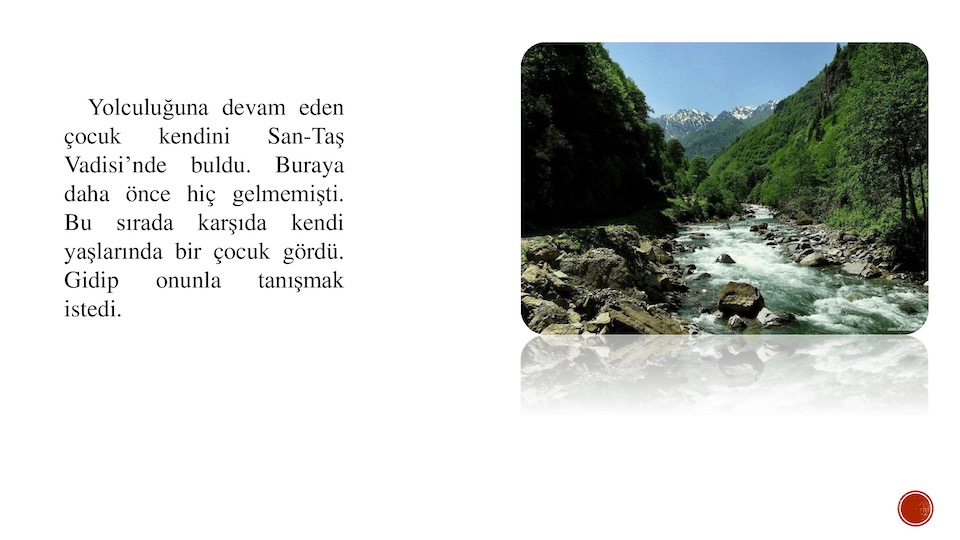 Yolculuğuna devam eden
çocuk kendini San-Taş
Vadisi’nde buldu. Buraya
daha önce hiç gelmemişti.
Bu sırada karşıda kendi
yaşlarında bir çocuk gördü.
Gidip onunla tanışmak
istedi.